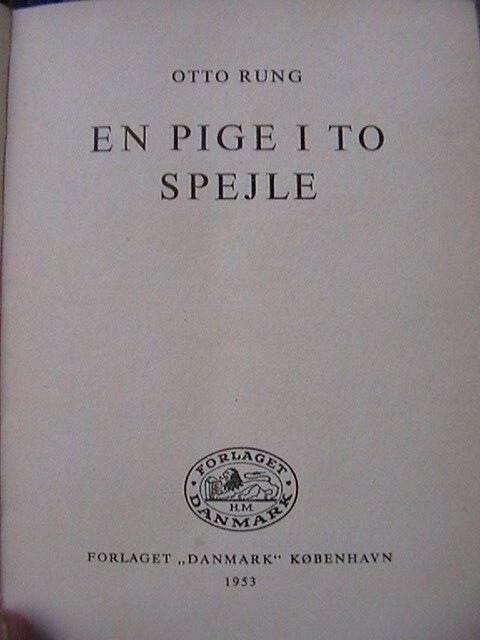 OTTO RUNG
EN PIGE I TO
SPEJLE
FORLAGET
H.M.
DANMARK
FORLAGET „DANMARK“ KØBENHAVN
1953